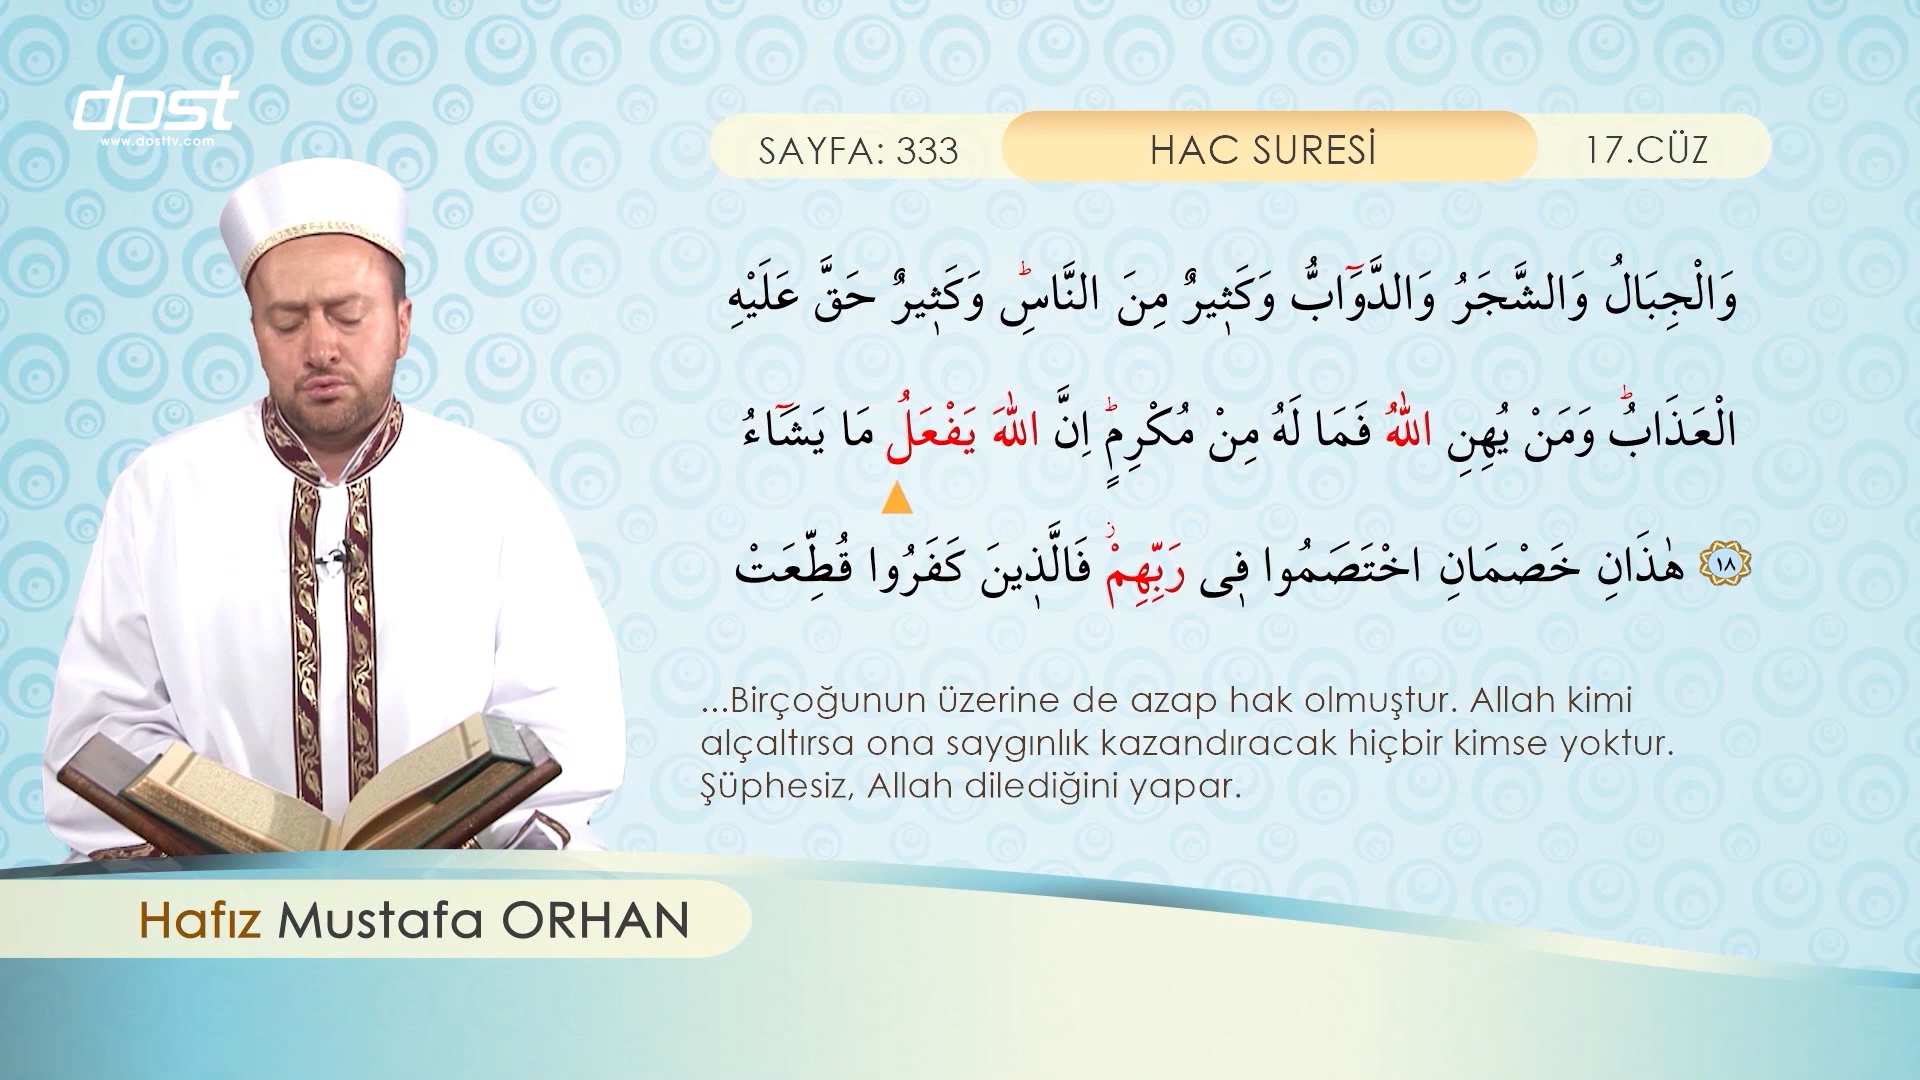 dost
www.dosttv.com
SAYFA: 333
HAC SURESİ
17.CÜZ
وَالْجِبَالُ وَالشَّجَرُ وَالدَّوَٓابُّ وَكَث۪يرٌ مِنَ النَّاسِۜ وَكَث۪يرٌ حَقَّ عَلَيْهِ
الْعَذَابُۜ وَمَنْ يُهِنِ اللّٰهُ فَمَا لَهُ مِنْ مُكْرِمٍۜ اِنَّ اللّٰهَ يَفْعَلُ مَا يَشَٓاءُ
﴿١٨﴾ هٰذَانِ خَصْمَانِ اخْتَصَمُوا ف۪ى رَبِّهِمْۘ فَالَّذ۪ينَ كَفَرُوا قُطِّعَتْ
...Birçoğunun üzerine de azap hak olmuştur. Allah kimi
alçaltırsa ona saygınlık kazandıracak hiçbir kimse yoktur.
Şüphesiz, Allah dilediğini yapar.
Hafız Mustafa ORHAN